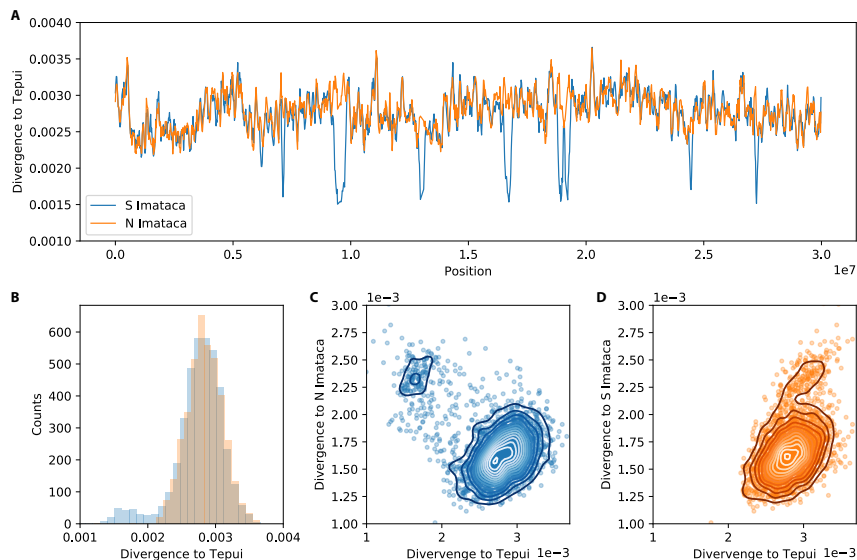 A
0.0040
0.0035
0.0030
0.0025
0.0020
0.0015
0.0010
Divergence to Tepui
S Imataca
N Imataca
0.0 0.5 1.0 1.5 2.0 2.5 3.0
1e7
Position
B
600
500
400
300
200
100
0
Counts
0.001 0.002 0.003 0.004
Divergence to Tepui
C
1e−3
3.00
2.75
2.50
2.25
2.00
1.75
1.50
1.25
1.00
Divergence to N Imataca
1 2 3
Divervenge to Tepui 1e−3
D
1e−3
3.00
2.75
2.50
2.25
2.00
1.75
1.50
1.25
1.00
Divergence to S Imataca
1 2 3
Divervenge to Tepui 1e−3